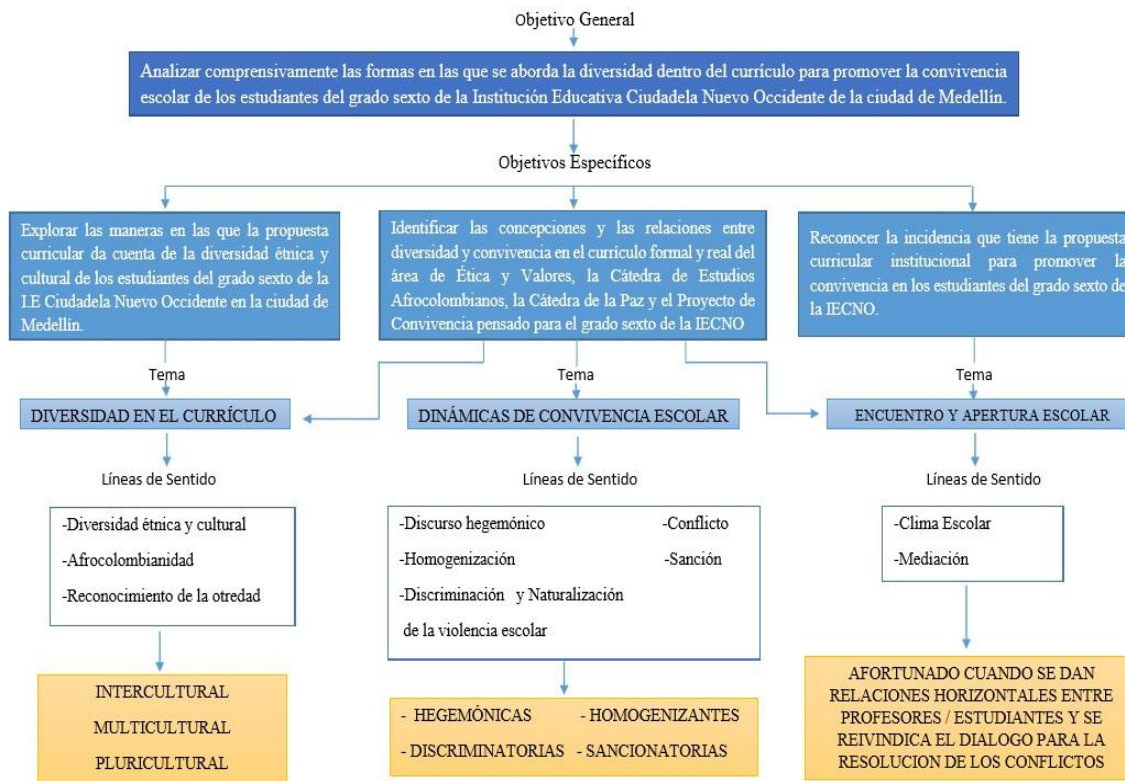 Objetivo General
Analizar comprensivamente las formas en las que se aborda la diversidad dentro del currículo para promover la convivencia
escolar de los estudiantes del grado sexto de la Institución Educativa Ciudadela Nuevo Occidente de la ciudad de Medellín.
Objetivos Específicos
Explorar las maneras en las que la propuesta
curricular da cuenta de la diversidad étnica y
cultural de los estudiantes del grado sexto de la
I.E Ciudadela Nuevo Occidente en la ciudad de
Medellín.
Identificar las concepciones y las relaciones entre
diversidad y convivencia en el currículo formal y real del
área de Ética y Valores, la Cátedra de Estudios
Afrocolombianos, la Cátedra de la Paz y el Proyecto de
Convivencia pensado para el grado sexto de la IECNO
Reconocer la incidencia que tiene la propuesta
curricular institucional para promover la
convivencia en los estudiantes del grado sexto de
la IECNO.
Tema
Tema
Tema
DIVERSIDAD EN EL CURRÍCULO
DINÁMICAS DE CONVIVENCIA ESCOLAR
ENCUENTRO Y APERTURA ESCOLAR
Líneas de Sentido
Líneas de Sentido
Líneas de Sentido
-Diversidad étnica y cultural
-Afrocolombianidad
-Reconocimiento de la otredad
-Discurso hegemónico -Conflicto
-Homogenización -Sanción
-Discriminación y Naturalización
de la violencia escolar
-Clima Escolar
-Mediación
INTERCULTURAL
MULTICULTURAL
PLURICULTURAL
- HEGEMÓNICAS - HOMOGENIZANTES
- DISCRIMINATORIAS - SANCIONATORIAS
AFORTUNADO CUANDO SE DAN
RELACIONES HORIZONTALES ENTRE
PROFESORES / ESTUDIANTES Y SE
REIVINDICA EL DIALOGO PARA LA
RESOLUCION DE LOS CONFLICTOS